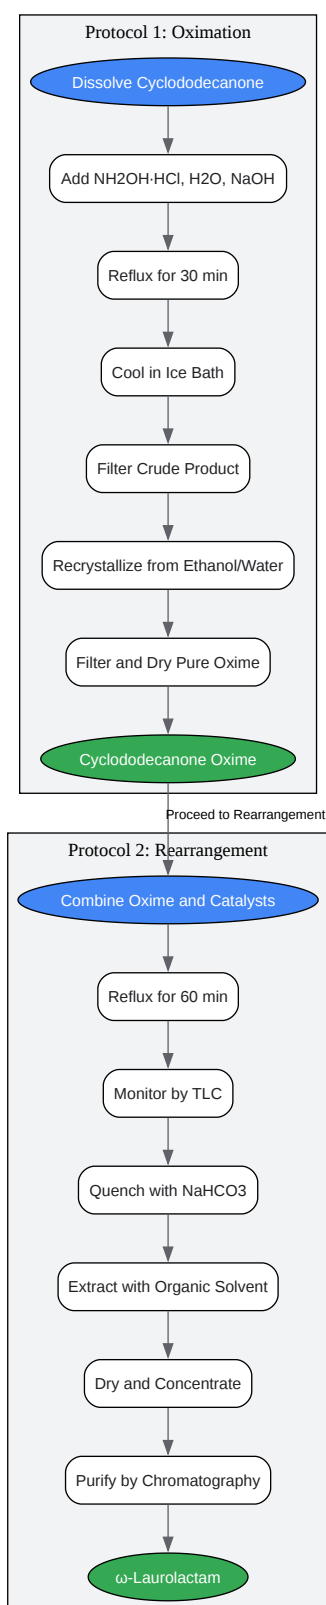 Protocol 1: Oximation
Dissolve Cyclododecanone
Add NH2OH·HCl, H2O, NaOH
Reflux for 30 min
Cool in Ice Bath
Filter Crude Product
Recrystallize from Ethanol/Water
Filter and Dry Pure Oxime
Cyclododecanone Oxime
Proceed to Rearrangement
Protocol 2: Rearrangement
Combine Oxime and Catalysts
Reflux for 60 min
Monitor by TLC
Quench with NaHCO3
Extract with Organic Solvent
Dry and Concentrate
Purify by Chromatography
ω-Laurolactam